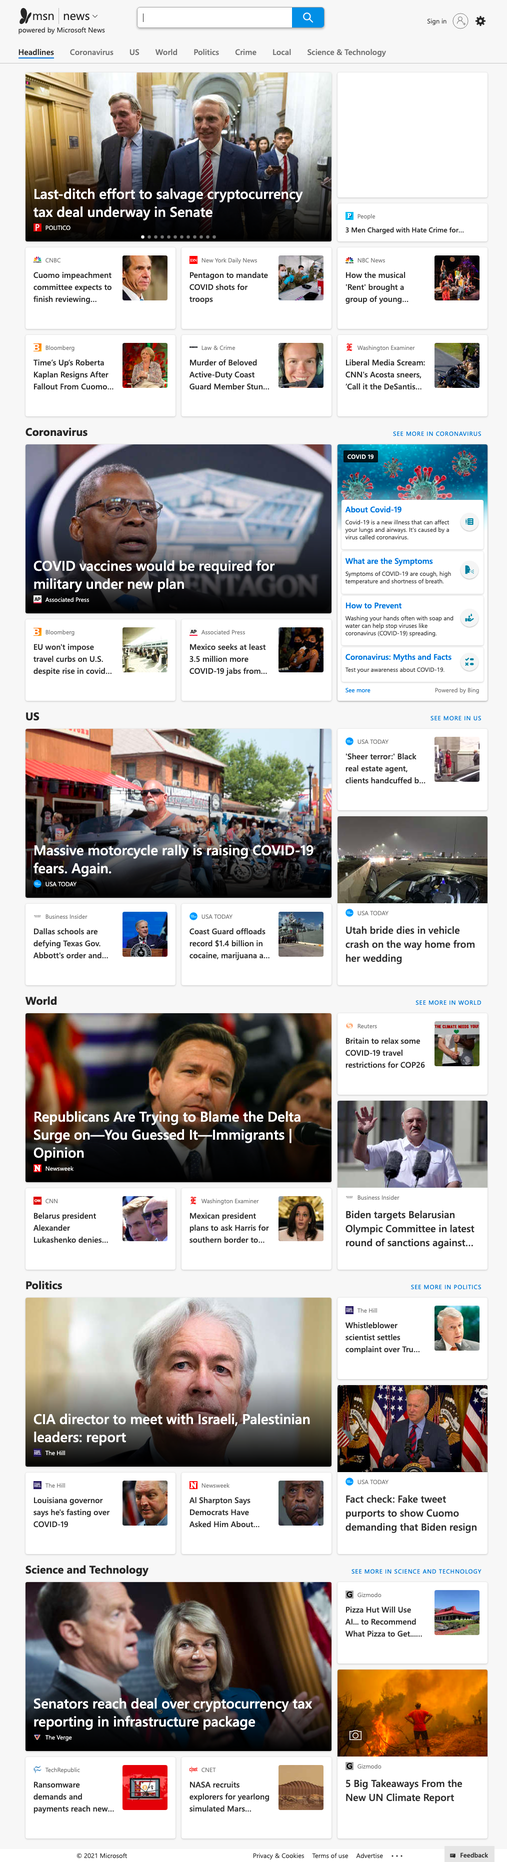 msn | news
powered by Microsoft News
Sign in
Headlines
Coronavirus
US
World
Politics
Crime
Local
Science & Technology
Last-ditch effort to salvage cryptocurrency
tax deal underway in Senate
POLITICO
People
3 Men Charged with Hate Crime for...
CNBC
Cuomo impeachment
committee expects to
finish reviewing...
New York Daily News
Pentagon to mandate
COVID shots for
troops
NBC News
How the musical
'Rent' brought a
group of young...
Bloomberg
Time's Up's Roberta
Kaplan Resigns After
Fallout From Cuomo...
Law & Crime
Murder of Beloved
Active-Duty Coast
Guard Member Stun...
Washington Examiner
Liberal Media Scream:
CNN's Acosta sneers,
'Call it the DeSantis...
Coronavirus
SEE MORE IN CORONAVIRUS
COVID vaccines would be required for
military under new plan
Associated Press
COVID 19
About Covid-19
Covid-19 is a new illness that can affect
your lungs and airways. It's caused by a
virus called coronavirus.
What are the Symptoms
Symptoms of COVID-19 are cough, high
temperature and shortness of breath.
How to Prevent
Washing your hands often with soap and
water can help stop viruses like
coronavirus (COVID-19) spreading.
Coronavirus: Myths and Facts
Test your awareness about COVID-19.
See more
Powered by Bing
Bloomberg
EU won't impose
travel curbs on U.S.
despite rise in covid...
Associated Press
Mexico seeks at least
3.5 million more
COVID-19 jabs from...
US
SEE MORE IN US
Massive motorcycle rally is raising COVID-19
fears. Again.
USA TODAY
USA TODAY
'Sheer terror:' Black
real estate agent,
clients handcuffed b...
USA TODAY
Utah bride dies in vehicle
crash on the way home from
her wedding
Business Insider
Dallas schools are
defying Texas Gov.
Abbott's order and...
USA TODAY
Coast Guard offloads
record $1.4 billion in
cocaine, marijuana a...
World
SEE MORE IN WORLD
Republicans Are Trying to Blame the Delta
Surge on—You Guessed It—Immigrants |
Opinion
Newsweek
Reuters
Britain to relax some
COVID-19 travel
restrictions for COP26
Business Insider
Biden targets Belarusian
Olympic Committee in latest
round of sanctions against...
CNN
Belarus president
Alexander
Lukashenko denies...
Washington Examiner
Mexican president
plans to ask Harris for
southern border to...
Politics
SEE MORE IN POLITICS
CIA director to meet with Israeli, Palestinian
leaders: report
The Hill
The Hill
Whistleblower
scientist settles
complaint over Tru...
USA TODAY
Fact check: Fake tweet
purports to show Cuomo
demanding that Biden resign
The Hill
Louisiana governor
says he's fasting over
COVID-19
Newsweek
Al Sharpton Says
Democrats Have
Asked Him About...
Science and Technology
SEE MORE IN SCIENCE AND TECHNOLOGY
Senators reach deal over cryptocurrency tax
reporting in infrastructure package
The Verge
Gizmodo
Pizza Hut Will Use
AI... to Recommend
What Pizza to Get......
Gizmodo
5 Big Takeaways From the
New UN Climate Report
TechRepublic
Ransomware
demands and
payments reach new...
CNET
NASA recruits
explorers for yearlong
simulated Mars...
© 2021 Microsoft
Privacy & Cookies
Terms of use
Advertise
Feedback